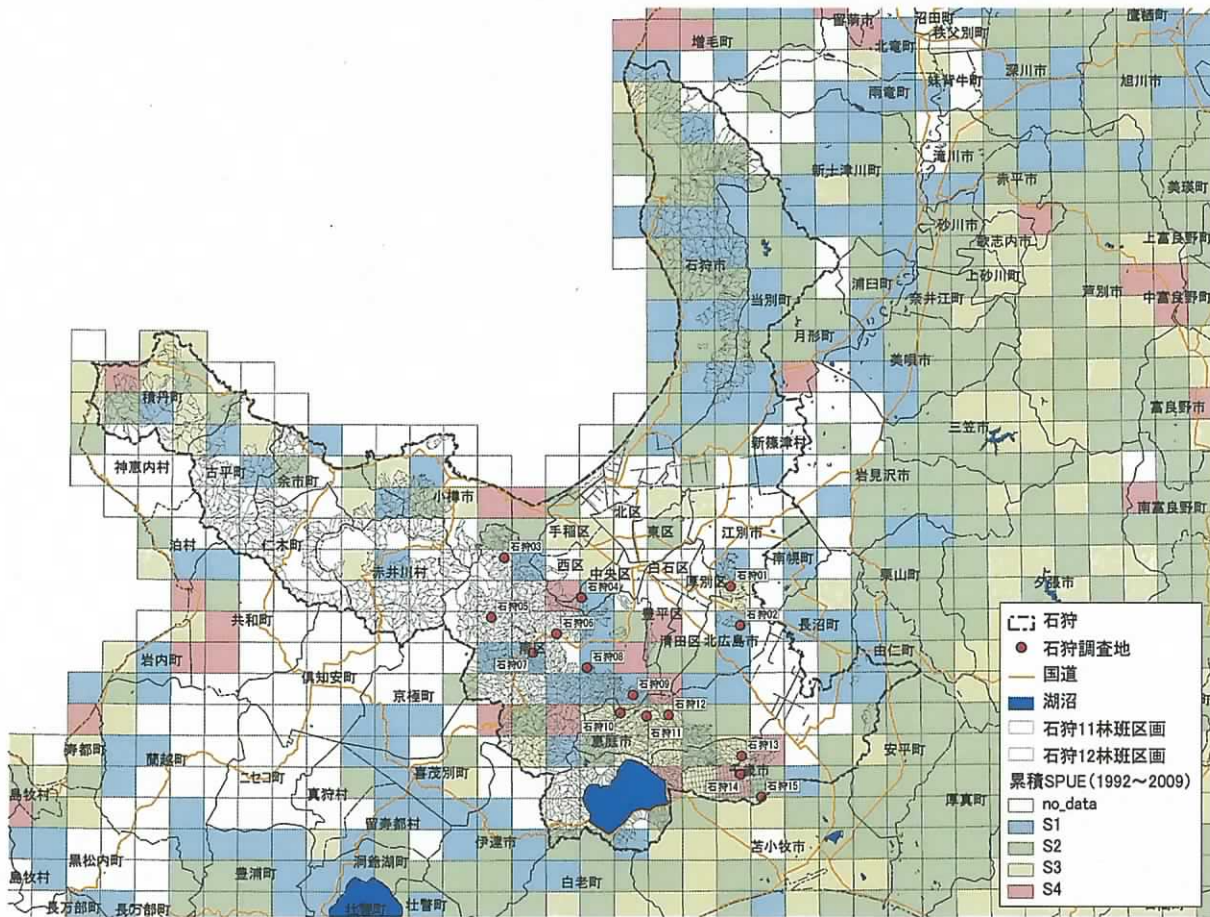 留萌市
沼田町
鷹栖町
増毛町
北竜町
秩父別町
深川市
旭川市
雨竜町
妹背牛町
滝川市
新十津川町
赤平市
美瑛町
砂川市
歌志内市
上富良野町
石狩市
上砂川町
当別町
浦臼町
奈井江町
芦別市
中富良野町
月形町
美唄市
積丹町
富良野市
三笠市
新篠津村
神恵内村
古平町
余市町
岩見沢市
小樽市
南富良野町
北区
手稲区
東区
江別市
泊村
仁木町
石狩03
西区
南幌町
赤井川村
中央区
白石区
厚別区
石狩01
栗山町
夕張市
石狩04
共和町
石狩05
豊平区
石狩02
石狩06
清田区
北広島市
長沼町
岩内町
南区
由仁町
石狩07
石狩08
倶知安町
京極町
石狩09
石狩12
寿都町
石狩10
石狩11
恵庭市
安平町
蘭越町
石狩13
島牧村
ニセコ町
喜茂別町
千歳市
真狩村
石狩14
石狩15
厚真町
留寿都村
伊達市
苫小牧市
黒松内町
洞爺湖町
島牧村
豊浦町
白老町
長万部町
長万部町
壮瞥町
壮瞥町
石狩
石狩調査地
国道
湖沼
石狩11林班区画
石狩12林班区画
累積SPUE(1992～2009)
no_data
S1
S2
S3
S4